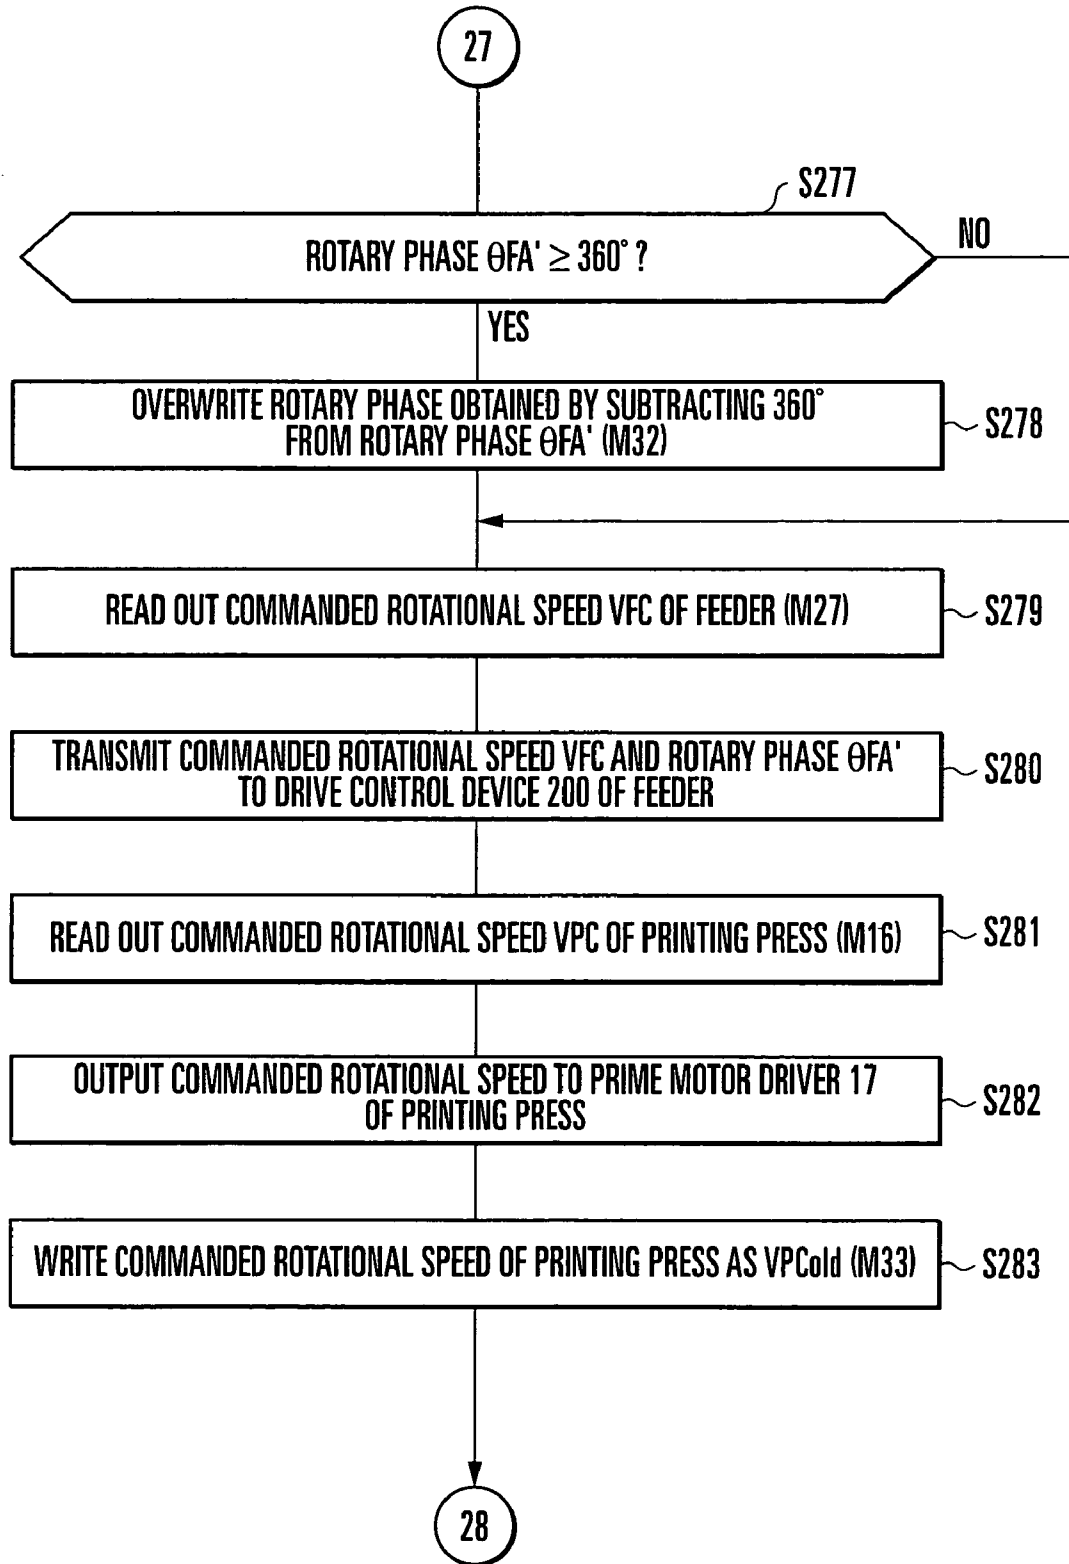 27
S277
ROTARY PHASE θFA' ≥ 360° ?
NO
YES
OVERWRITE ROTARY PHASE OBTAINED BY SUBTRACTING 360°
FROM ROTARY PHASE θFA' (M32)
S278
READ OUT COMMANDED ROTATIONAL SPEED VFC OF FEEDER (M27)
S279
TRANSMIT COMMANDED ROTATIONAL SPEED VFC AND ROTARY PHASE θFA'
TO DRIVE CONTROL DEVICE 200 OF FEEDER
S280
READ OUT COMMANDED ROTATIONAL SPEED VPC OF PRINTING PRESS (M16)
S281
OUTPUT COMMANDED ROTATIONAL SPEED TO PRIME MOTOR DRIVER 17
OF PRINTING PRESS
S282
WRITE COMMANDED ROTATIONAL SPEED OF PRINTING PRESS AS VPCold (M33)
S283
28